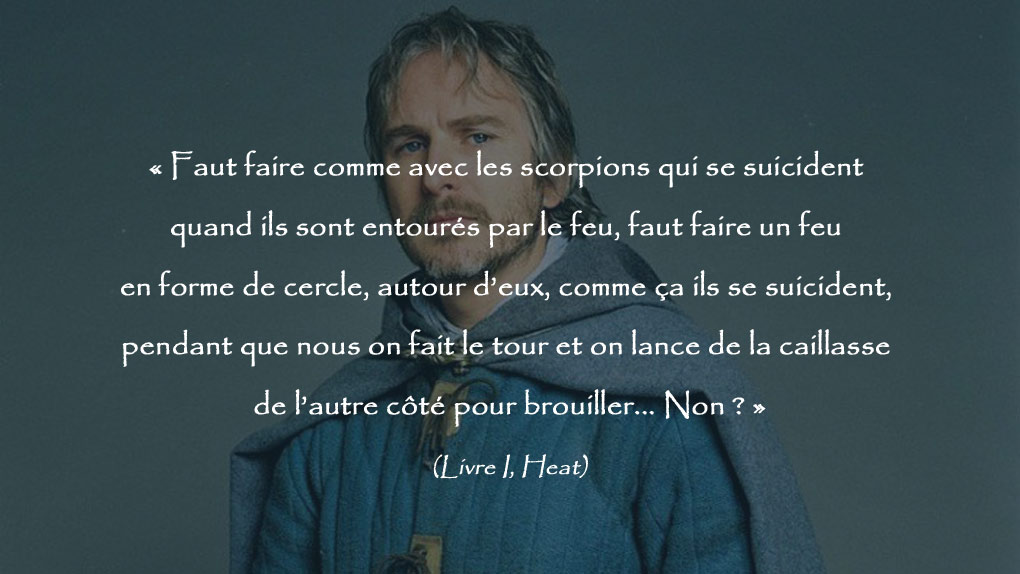 « Faut faire comme avec les scorpions qui se suicident
quand ils sont entourés par le feu, faut faire un feu
en forme de cercle, autour d’eux, comme ça ils se suicident,
pendant que nous on fait le tour et on lance de la caillasse
de l’autre côté pour brouiller... Non ? »
(Livre I, Heat)